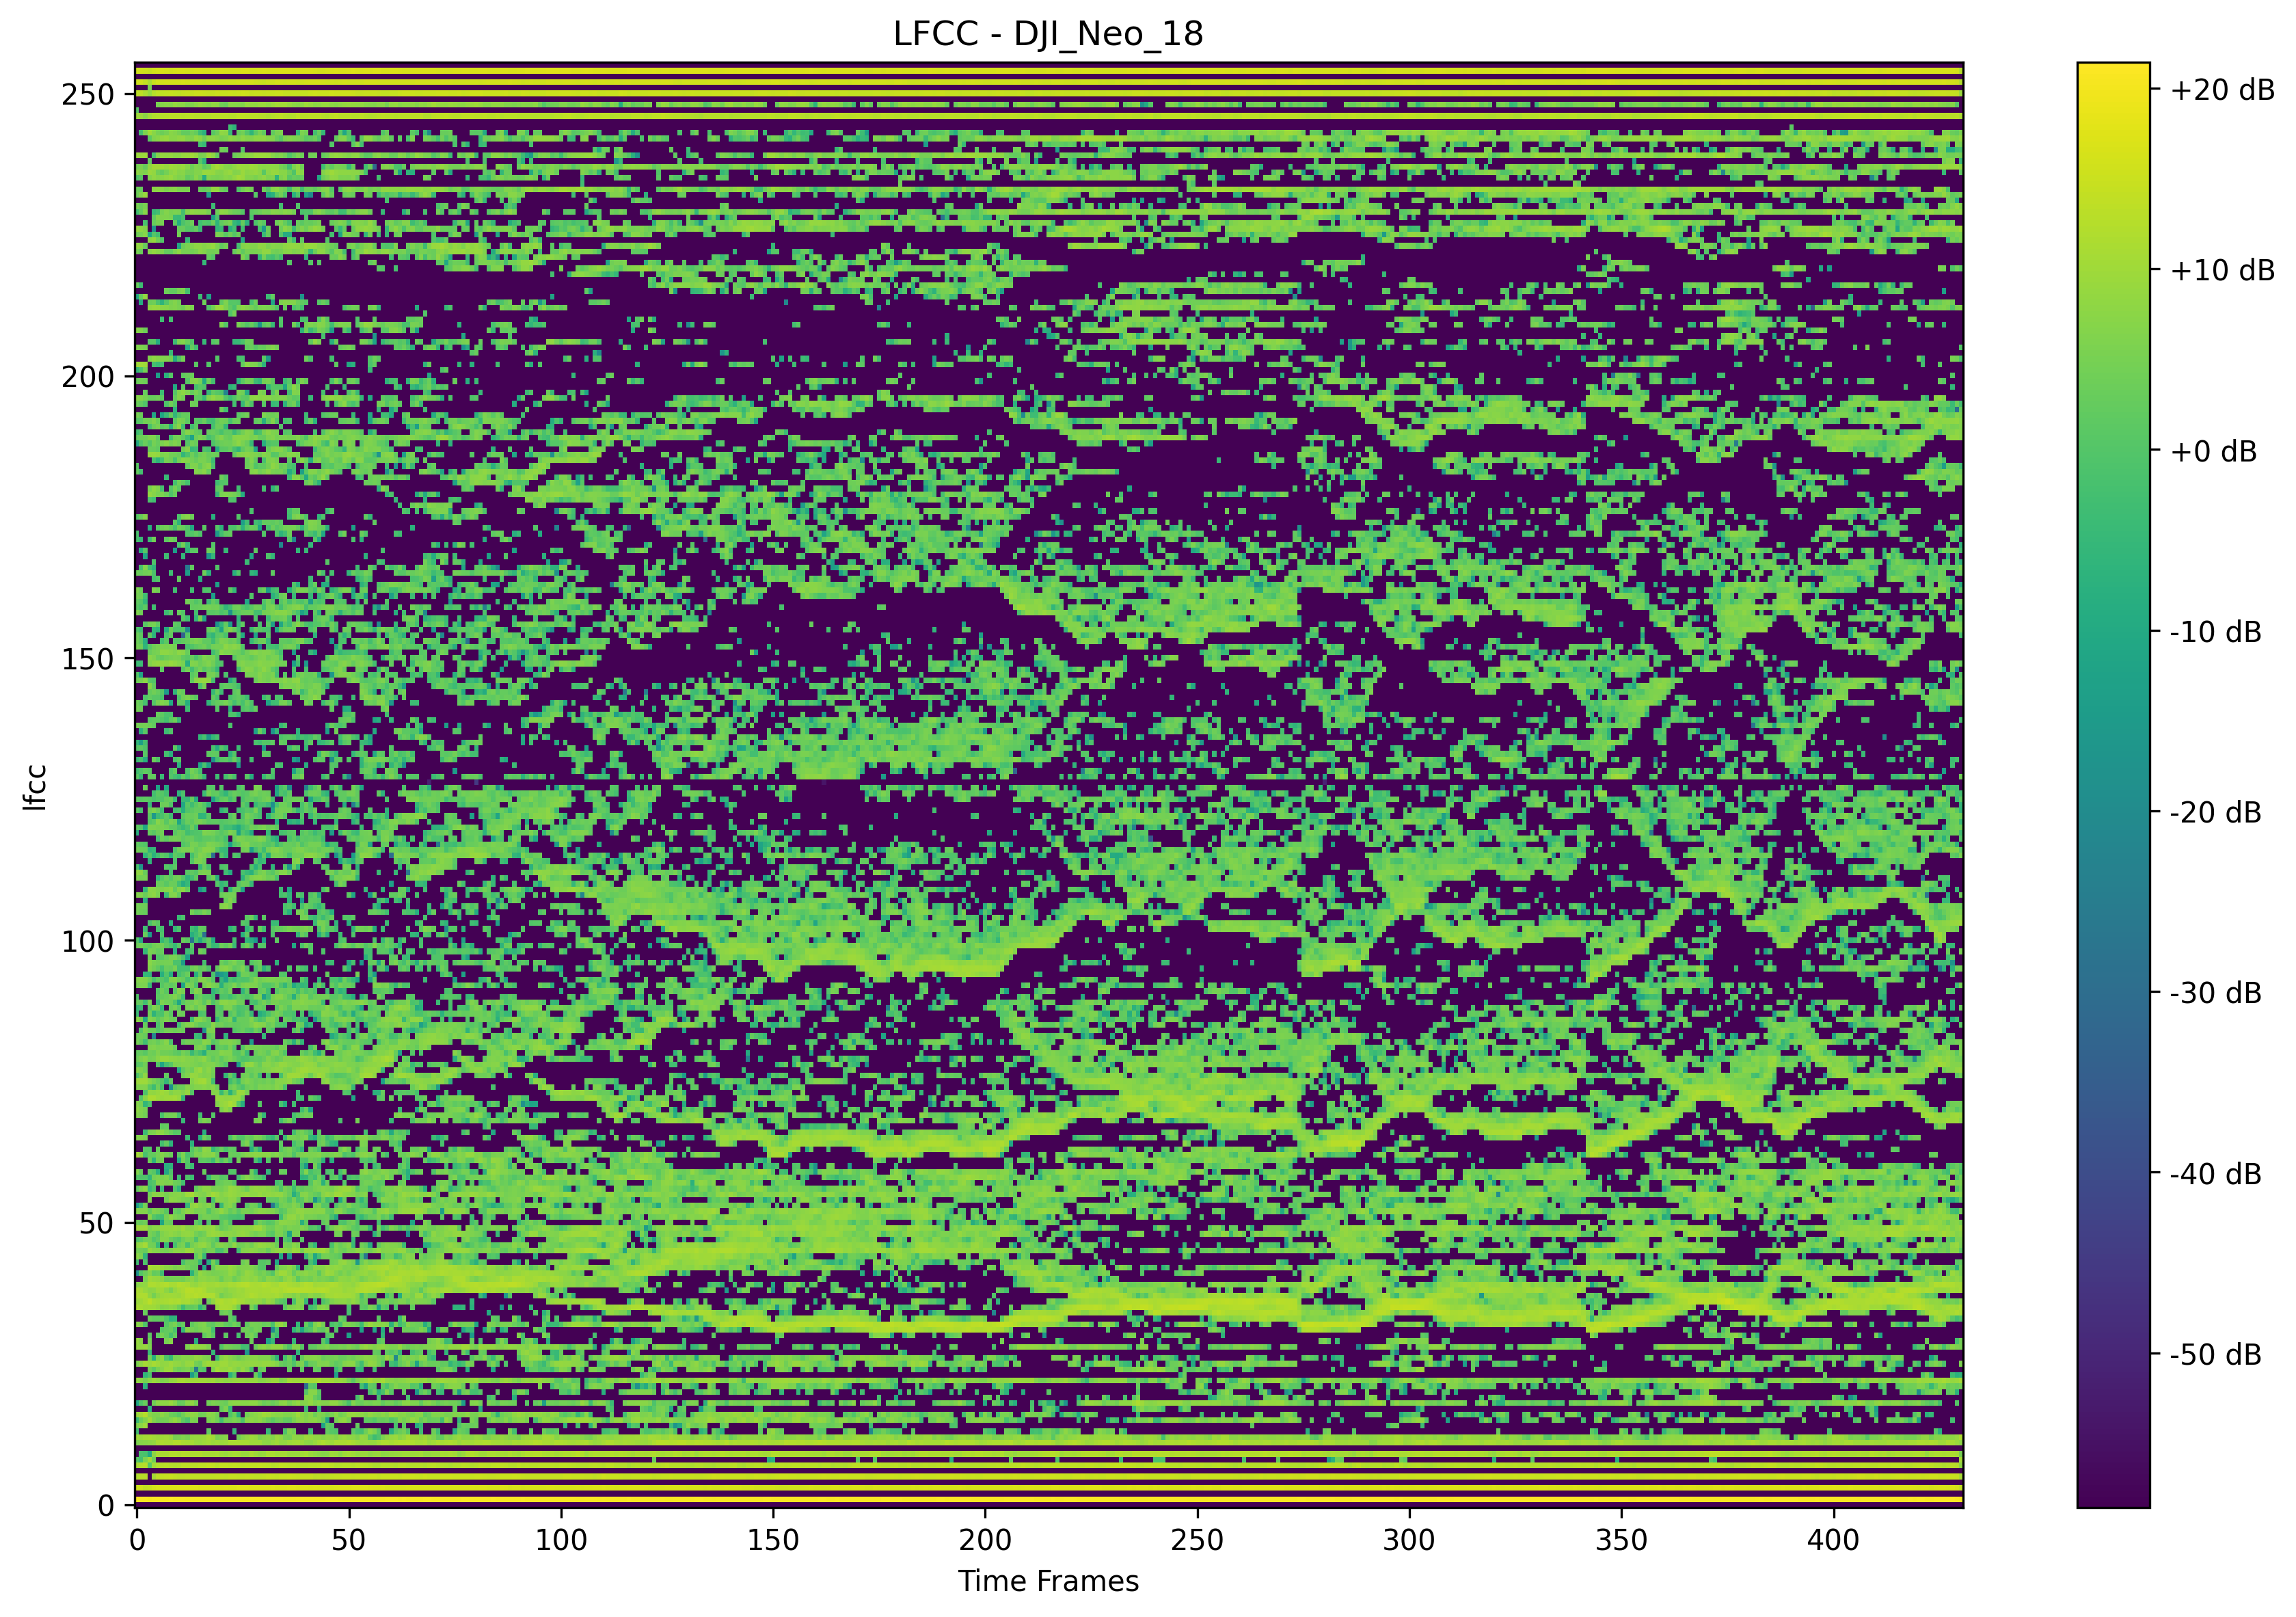 LFCC - DJI_Neo_18
250
200
150
100
50
0
lfcc
0 50 100 150 200 250 300 350 400
Time Frames
+20 dB
+10 dB
+0 dB
-10 dB
-20 dB
-30 dB
-40 dB
-50 dB